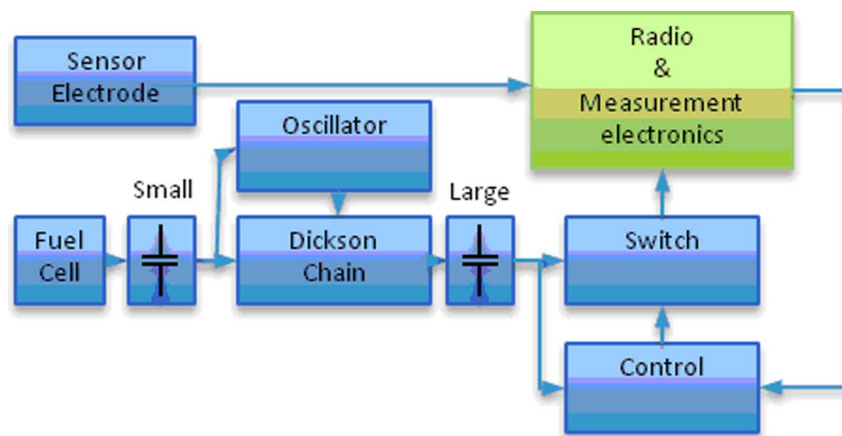 Sensor
Electrode
Radio
&
Measurement
electronics
Oscillator
Small
Large
Fuel
Cell
Dickson
Chain
Switch
Control